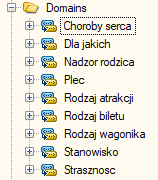 Domains
Choroby serca
Dla jakich
Nadzor rodzica
Plec
Rodzaj atrakcji
Rodzaj biletu
Rodzaj wagonika
Stanowisko
Strasznosc